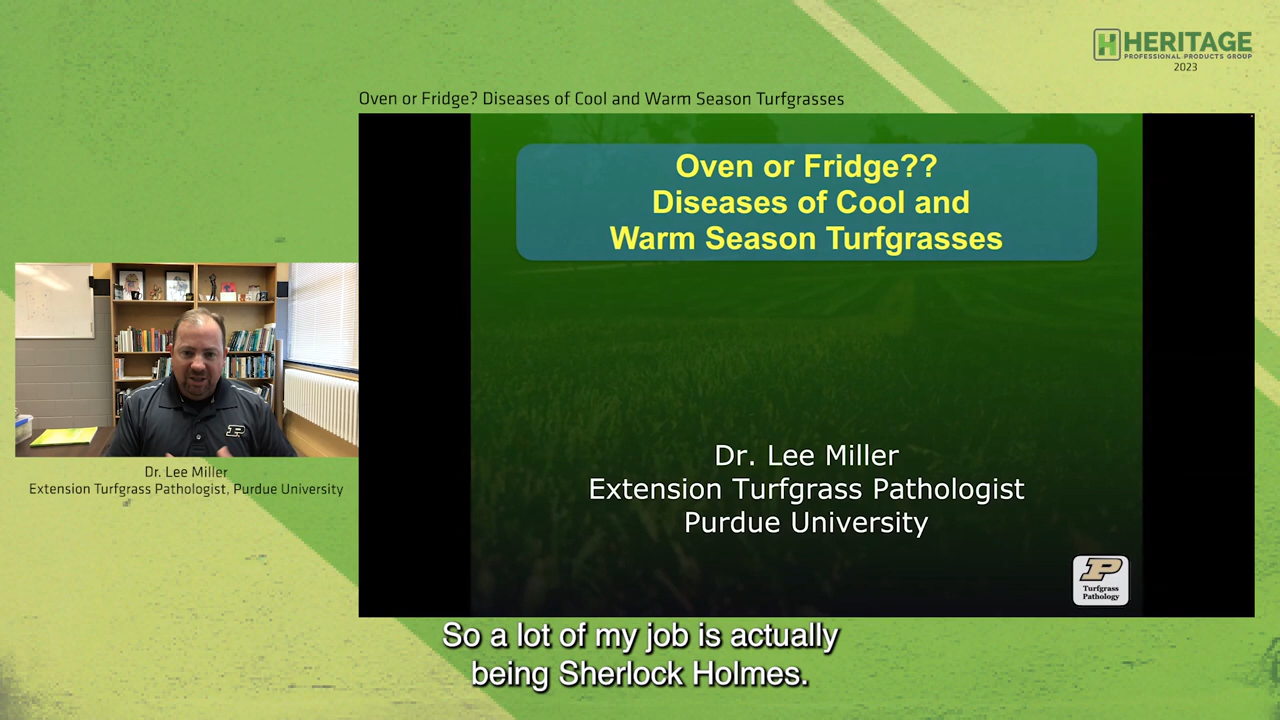 HERITAGE
PROFESSIONAL PRODUCTS GROUP
2023
Oven or Fridge? Diseases of Cool and Warm Season Turfgrasses
Oven or Fridge??
Diseases of Cool and
Warm Season Turfgrasses
Dr. Lee Miller
Extension Turfgrass Pathologist
Purdue University
P
Turfgrass
Pathology
Dr. Lee Miller
Extension Turfgrass Pathologist, Purdue University
So a lot of my job is actually
being Sherlock Holmes.